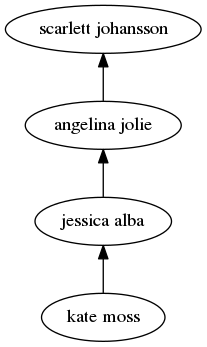 scarlett johansson
angelina jolie
jessica alba
kate moss